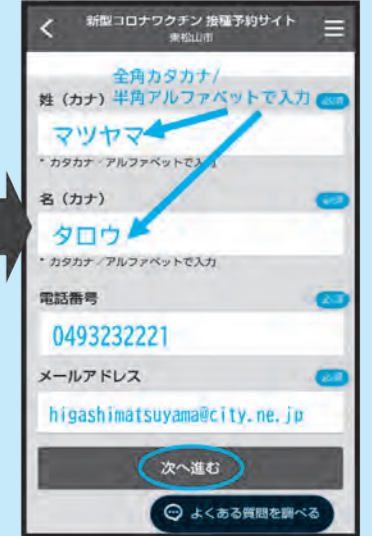 新型コロナワクチン 接種予約サイト
東松山市
全角カタカナ/
半角アルファベットで入力
姓（カナ）
必須
マツヤマ
* カタカナ／アルファベットで入力
名（カナ）
必須
タロウ
* カタカナ／アルファベットで入力
電話番号
必須
0493232221
メールアドレス
必須
higashimatsuyama@city.ne.jp
次へ進む
よくある質問を調べる